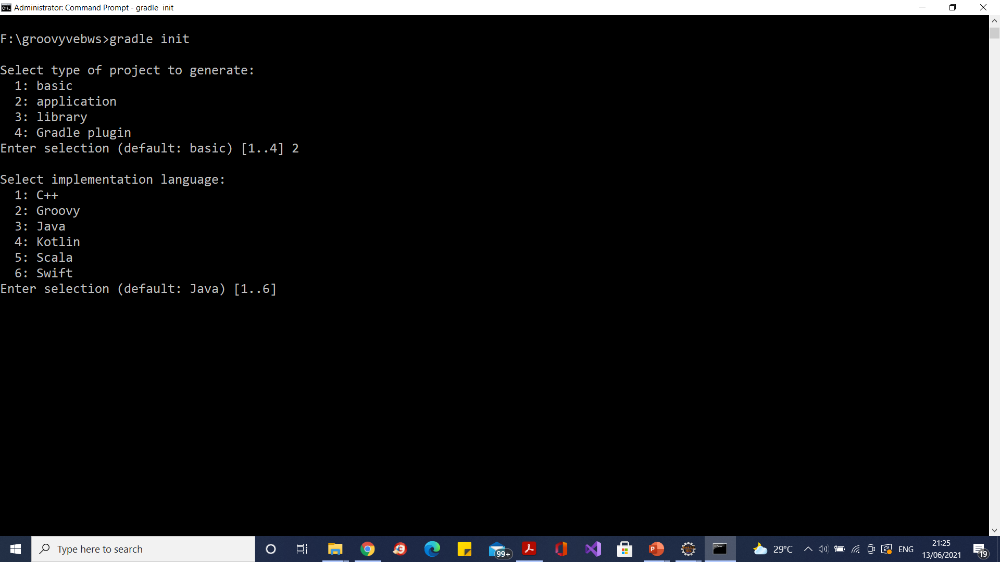 Administrator: Command Prompt - gradle  init
F:\groovyvebws>gradle init
Select type of project to generate:
  1: basic
  2: application
  3: library
  4: Gradle plugin
Enter selection (default: basic) [1..4] 2
Select implementation language:
  1: C++
  2: Groovy
  3: Java
  4: Kotlin
  5: Scala
  6: Swift
Enter selection (default: Java) [1..6]
Type here to search
99+
29°C
ENG
21:25
13/06/2021
19